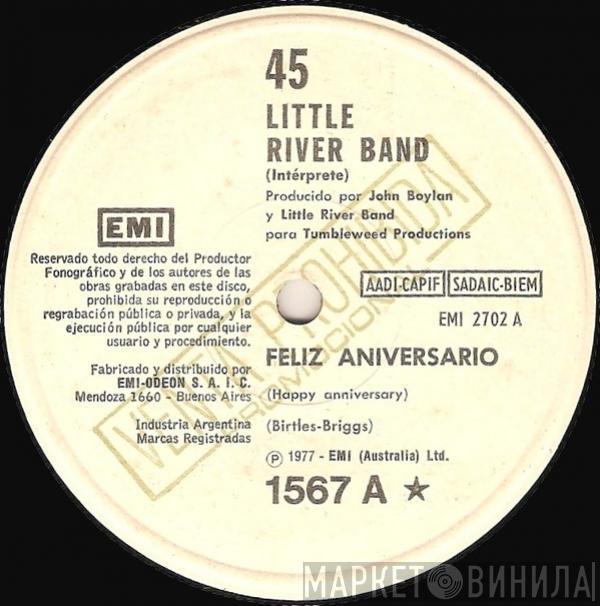 45
LITTLE
RIVER BAND
(Intérprete)
Producido por John Boylan
y Little River Band
para Tumbleweed Productions
EMI
Reservado todo derecho del Productor
Fonográfico y de los autores de las
obras grabadas en este disco,
prohibida su reproducción o
regrabación pública o privada, y la
ejecución pública por cualquier
usuario y procedimiento.
Fabricado y distribuido por
EMI-ODEON S. A. I. C.
Mendoza 1660 - Buenos Aires
Industria Argentina
Marcas Registradas
AADI-CAPIF SADAIC-BIEM
EMI 2702 A
FELIZ ANIVERSARIO
(Happy anniversary)
(Birtles-Briggs)
Ⓟ 1977 - EMI (Australia) Ltd.
1567 A ★
VENTA PROHIBIDA
PROMOCION
МАРКЕТ ВИНИЛА